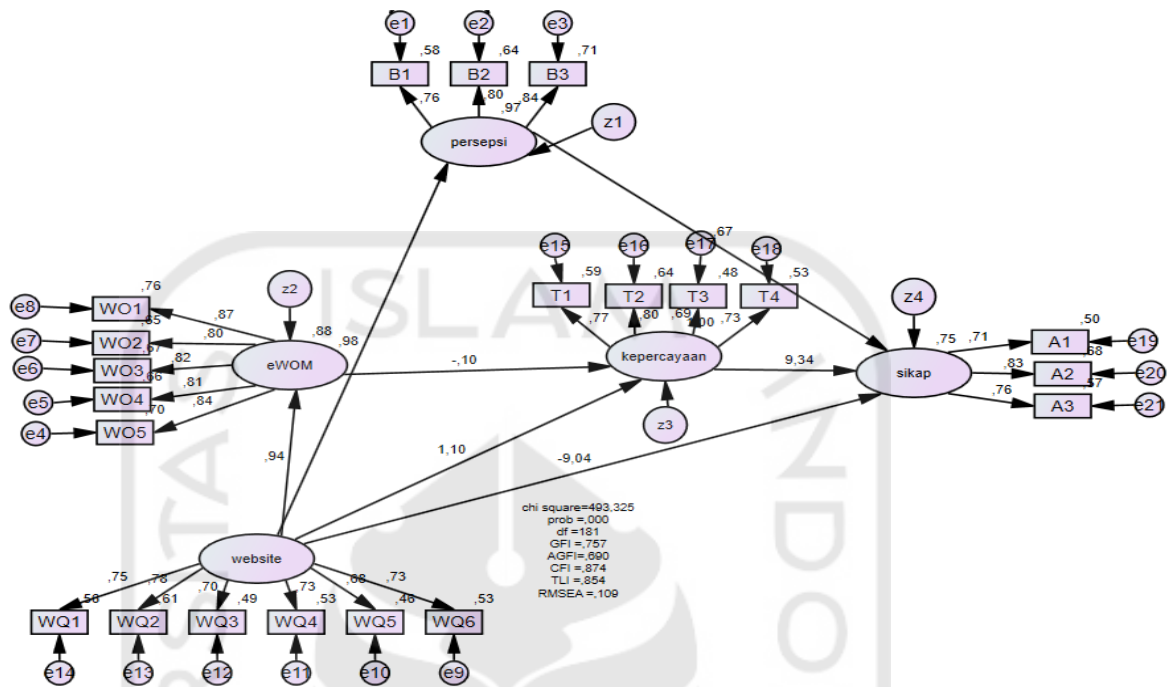 e1 e2 e3
,58 ,64 ,71
B1 B2 B3
,76 ,80 ,84
,97
z1
persepsi
,67
e15 e16 e17 e18
,59 ,64 ,48 ,53
T1 T2 T3 T4
,77 ,80 ,69 ,73
kepercayaan
z2
z3
z4
,76
e8 WO1 ,87
,65
e7 WO2 ,80
,67
e6 WO3 ,82
,66
e5 WO4 ,81
,70
e4 WO5 ,84
,88
eWOM
,98
-,10
9,34
,75
sikap
,50
,71 A1 e19
,68
,83 A2 e20
,57
,76 A3 e21
,94
1,10
-9,04
chi square=493,325
prob =,000
df =181
GFI =,757
AGFI=,690
CFI =,874
TLI =,854
RMSEA =,109
website
,75 ,78 ,70 ,73 ,68 ,73
,56 ,61 ,49 ,53 ,46 ,53
WQ1 WQ2 WQ3 WQ4 WQ5 WQ6
e14 e13 e12 e11 e10 e9
ISLAM